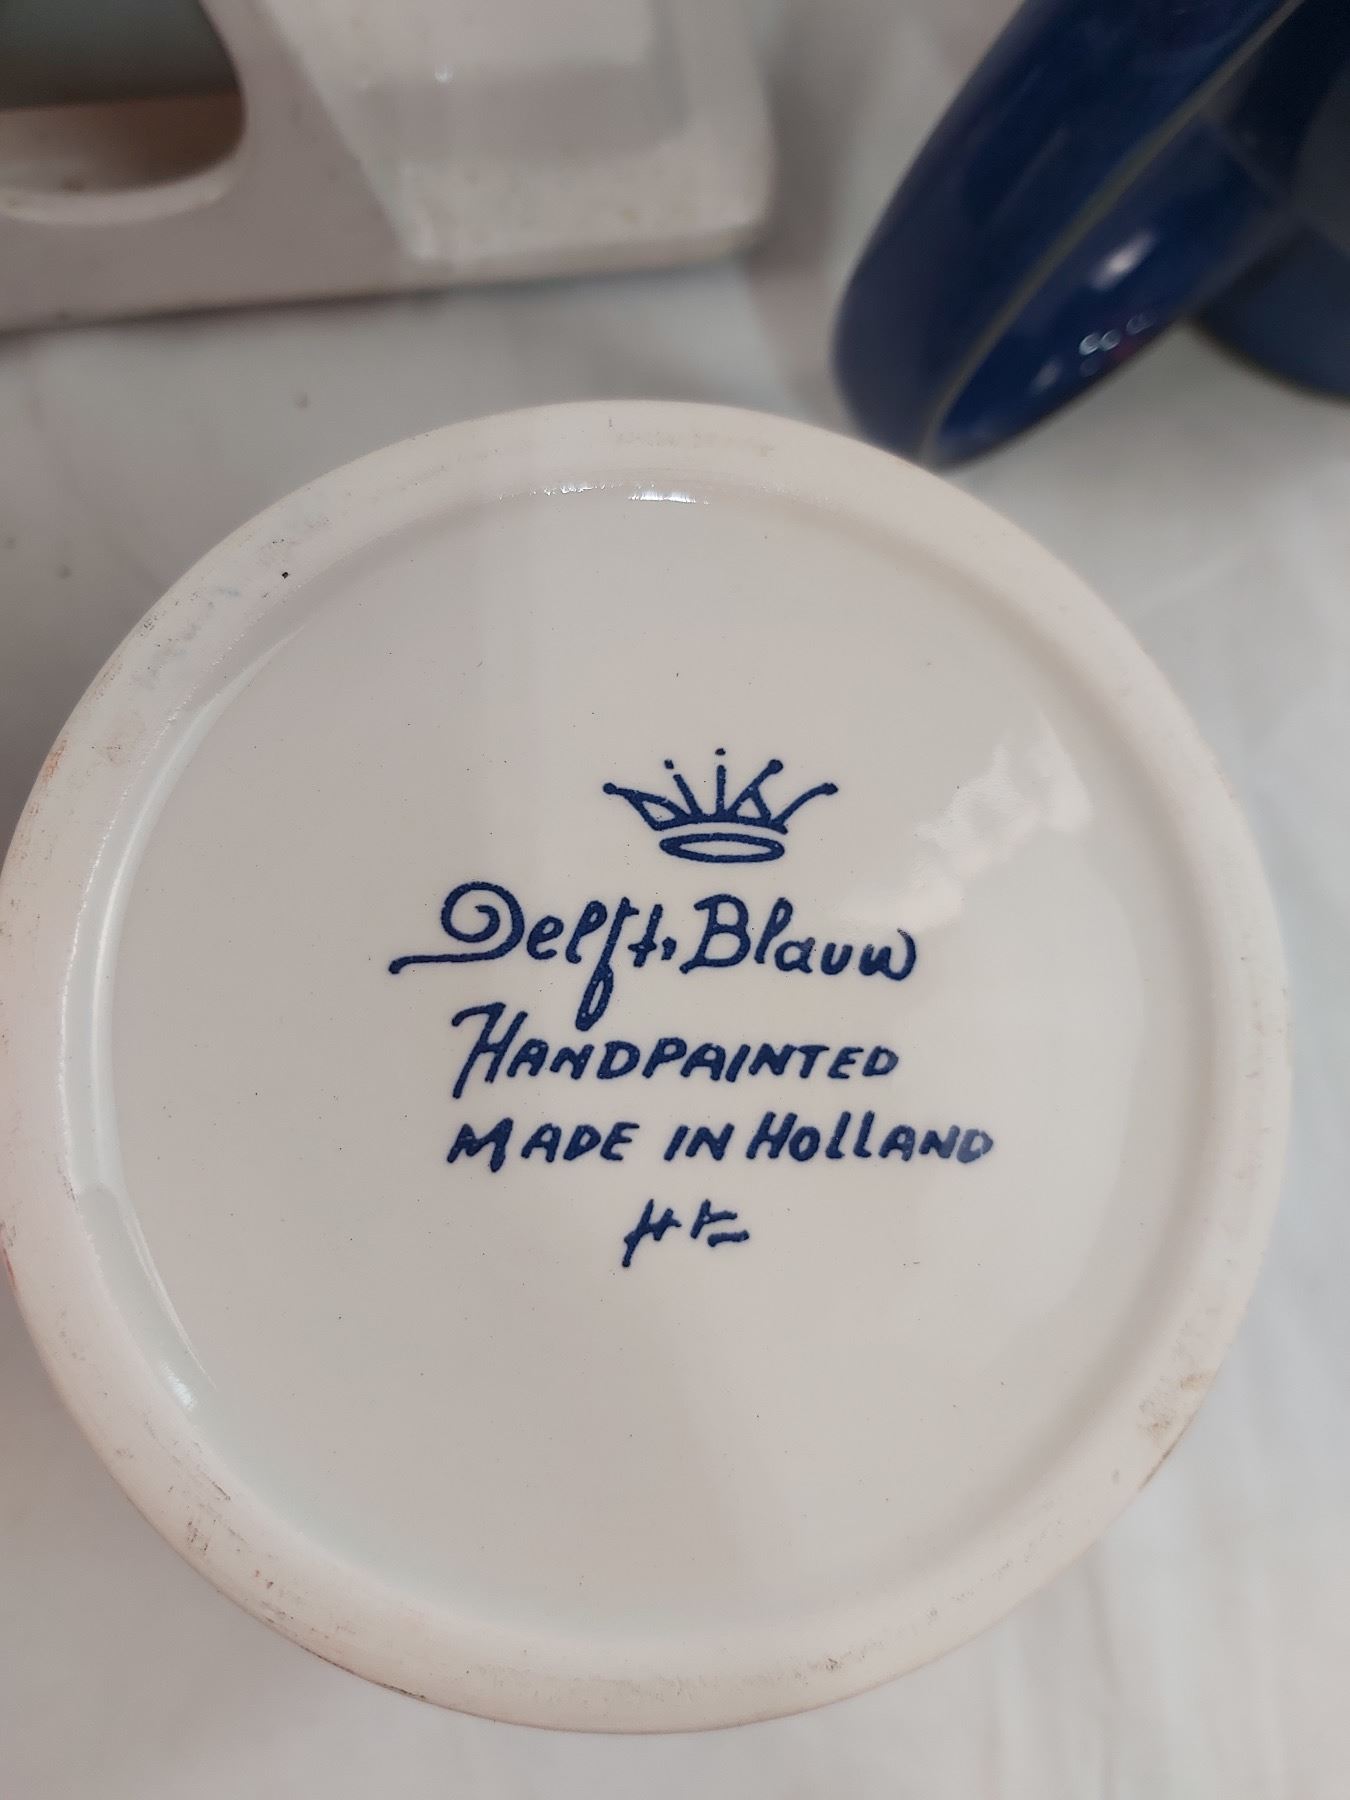 Delft, Blauw
HANDPAINTED
MADE IN HOLLAND